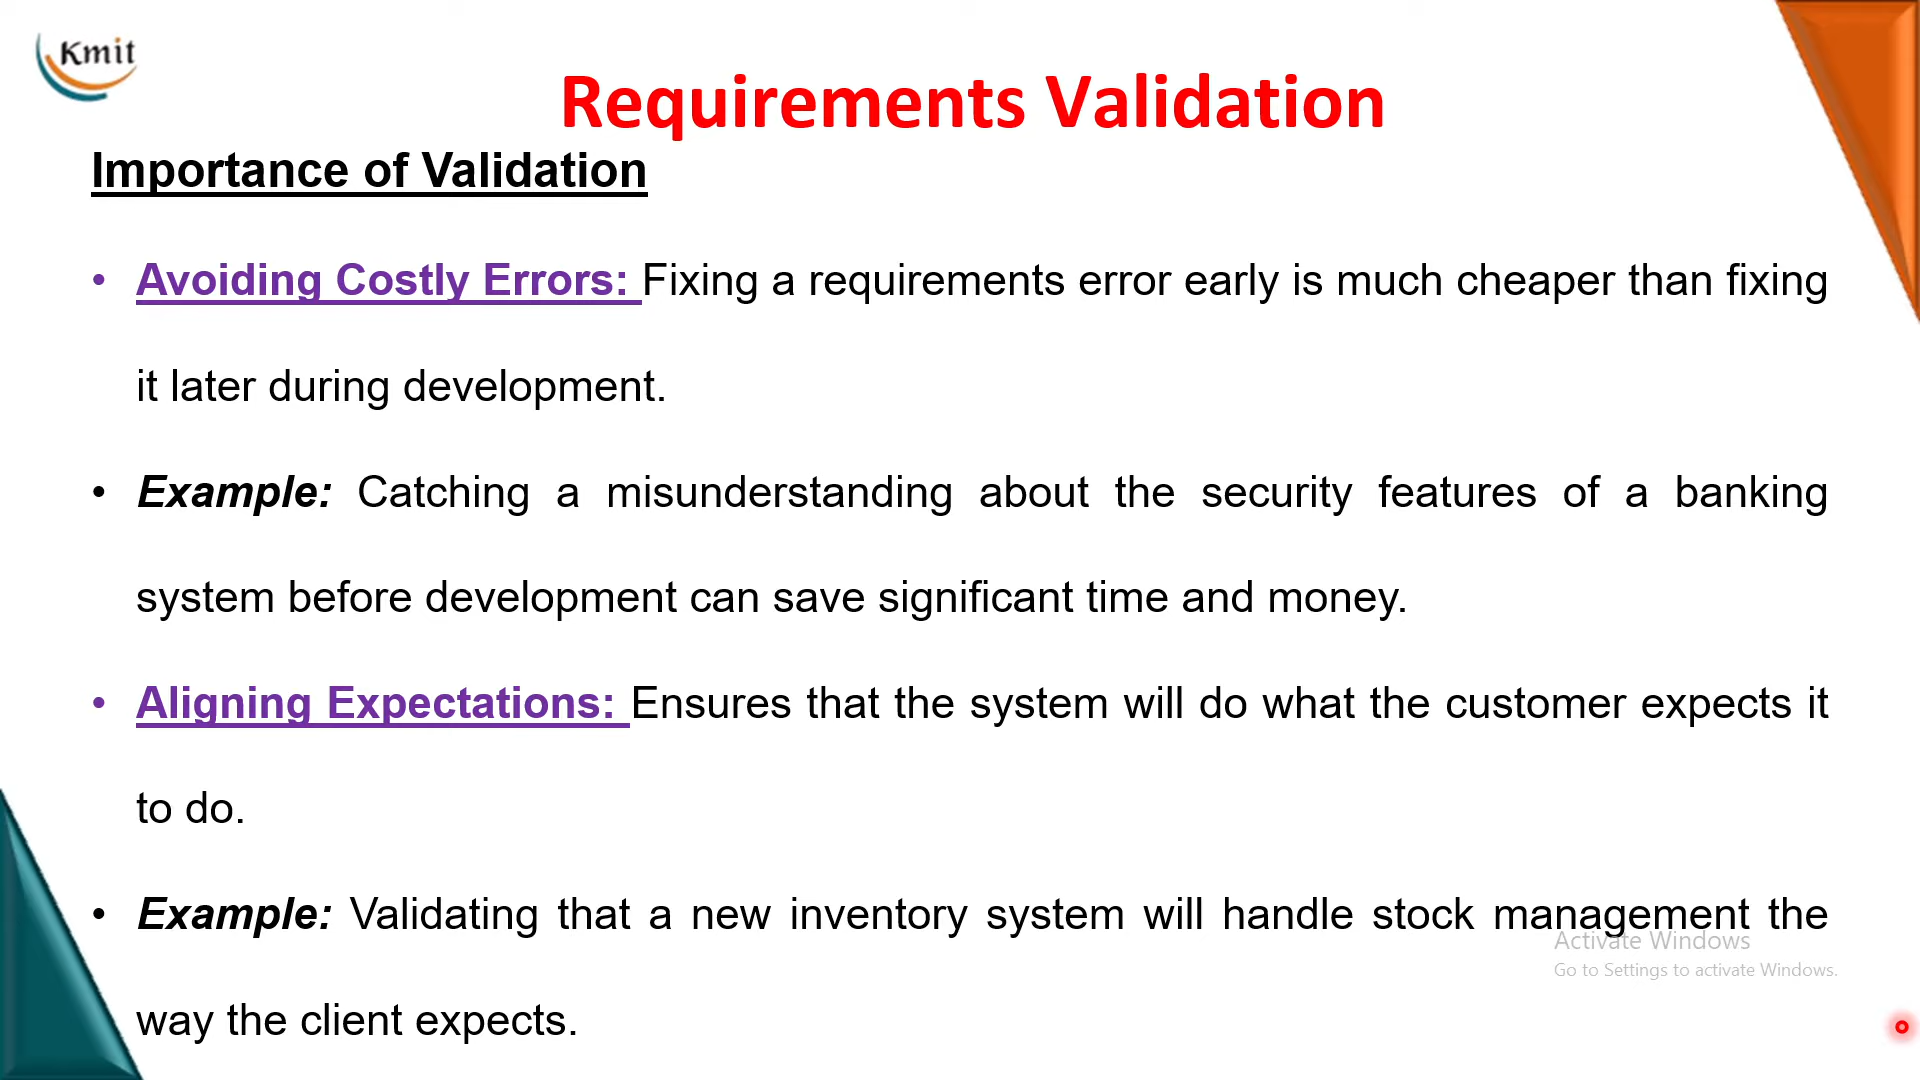 Kmit
Requirements Validation
Importance of Validation
• Avoiding Costly Errors: Fixing a requirements error early is much cheaper than fixing
it later during development.
• Example: Catching a misunderstanding about the security features of a banking
system before development can save significant time and money.
• Aligning Expectations: Ensures that the system will do what the customer expects it
to do.
• Example: Validating that a new inventory system will handle stock management the
way the client expects.
Activate Windows
Go to Settings to activate Windows.